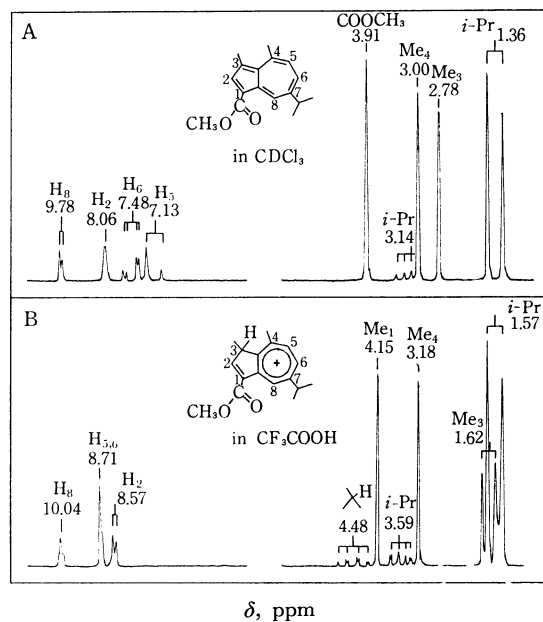 A
COOCH₃
3.91
i-Pr
1.36
Me₄
3.00
Me₃
2.78
3
4
5
2
6
1
7
8
C
CH₃O
O
in CDCl₃
H₈
9.78
H₂
8.06
H₆
7.48
H₅
7.13
i-Pr
3.14
B
i-Pr
1.57
H
3
4
5
2
+
6
1
7
8
C
CH₃O
O
in CF₃COOH
Me₁
4.15
Me₄
3.18
Me₃
1.62
H₅,₆
8.71
H₂
8.57
H₈
10.04
H
4.48
i-Pr
3.59
δ, ppm